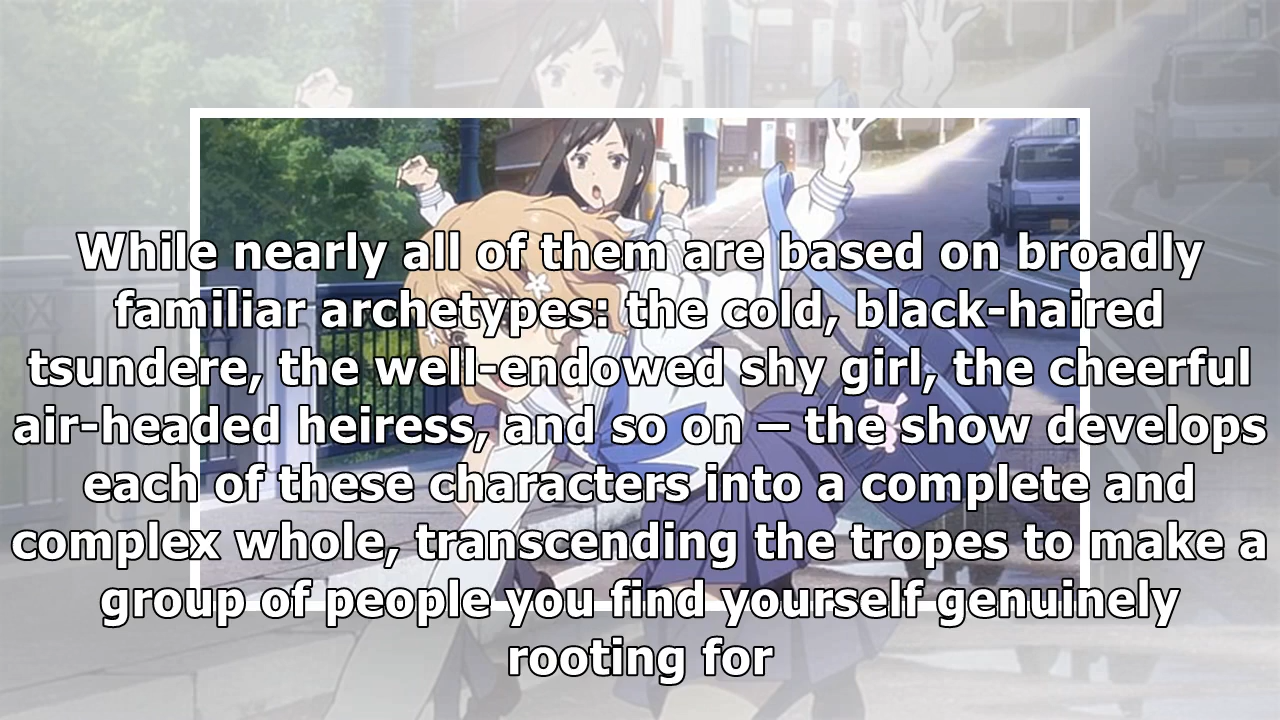 While nearly all of them are based on broadly
familiar archetypes: the cold, black-haired
tsundere, the well-endowed shy girl, the cheerful
air-headed heiress, and so on – the show develops
each of these characters into a complete and
complex whole, transcending the tropes to make a
group of people you find yourself genuinely
rooting for